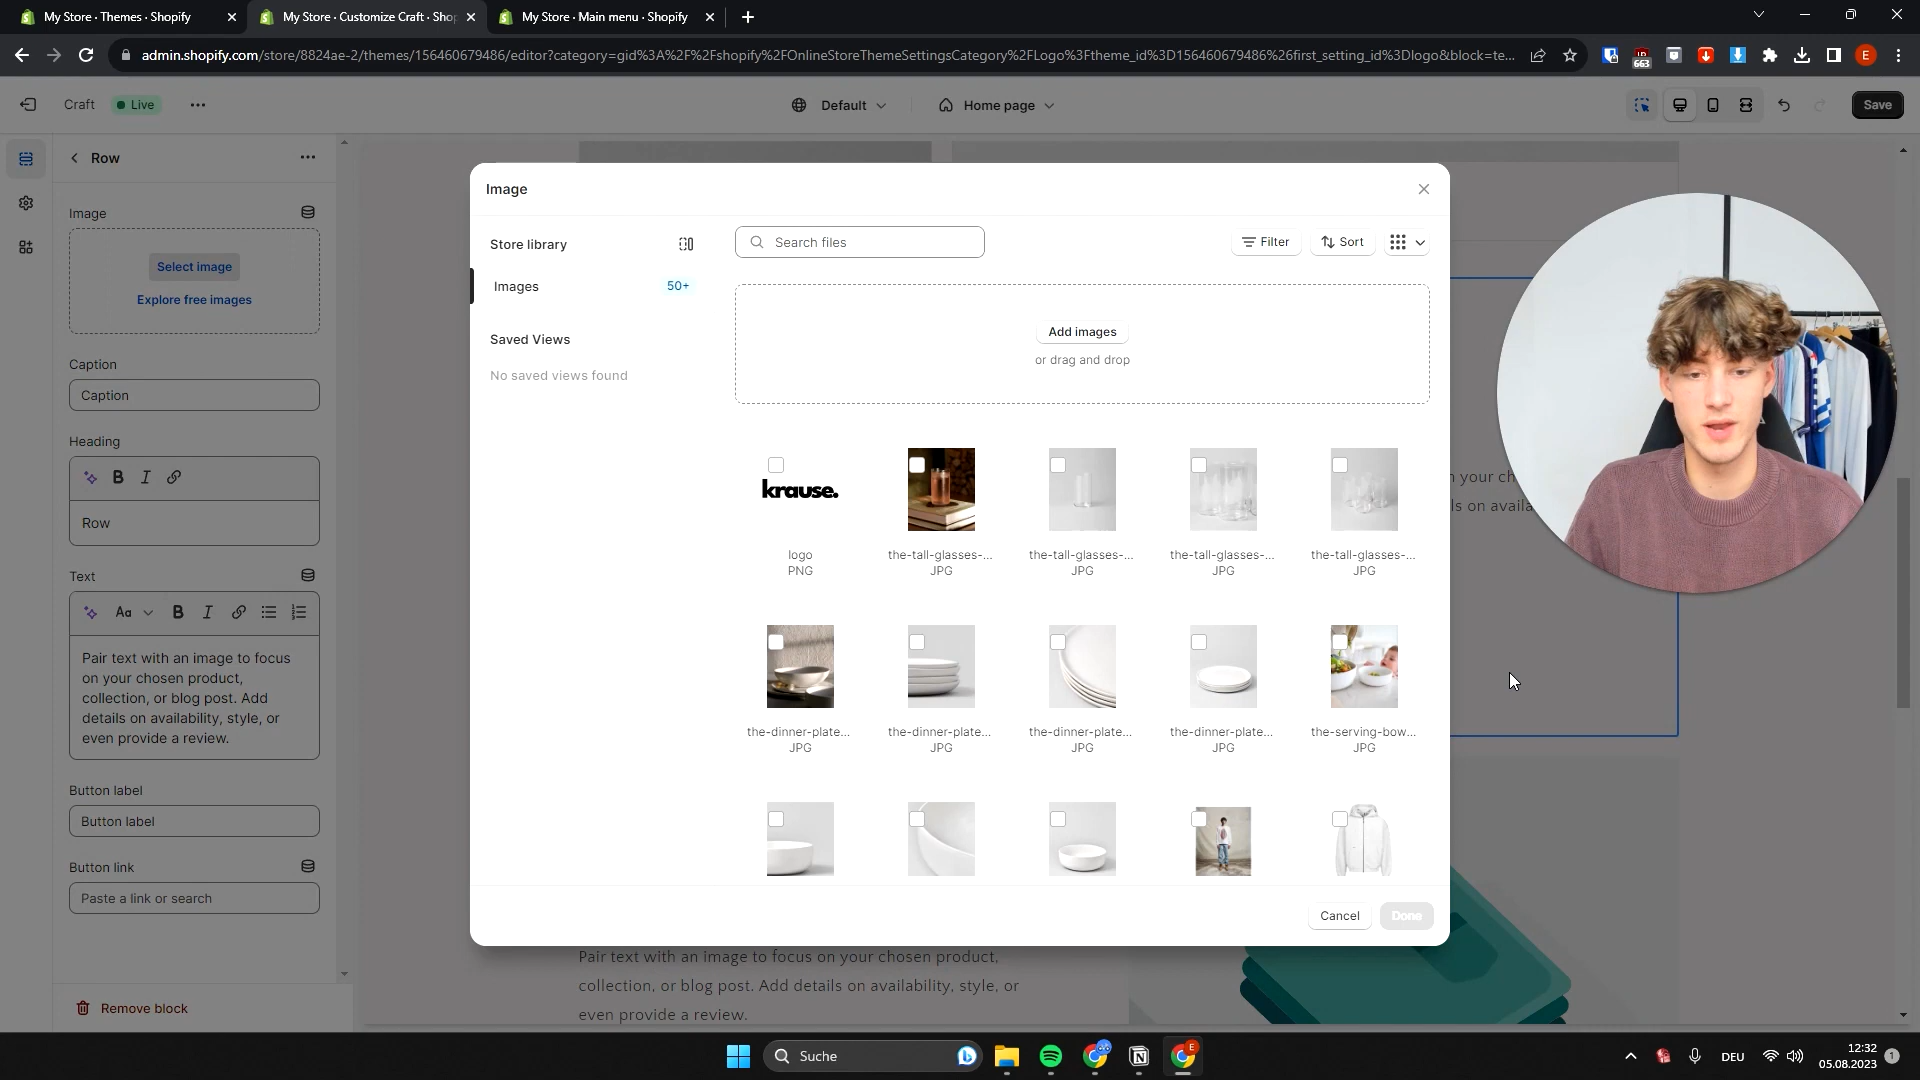 My Store · Themes · Shopify
My Store · Customize Craft · Shop
My Store · Main menu · Shopify
admin.shopify.com/store/8824ae-2/themes/156460679486/editor?category=gid%3A%2F%2Fshopify%2FOnlineStoreThemeSettingsCategory%2FLogo%3Ftheme_id%3D156460679486%26first_setting_id%3Dlogo&block=te...
663
E
Craft
Live
Default
Home page
Save
Row
Image
Select image
Explore free images
Caption
Caption
Heading
B I
Row
Text
Aa
B I
Pair text with an image to focus
on your chosen product,
collection, or blog post. Add
details on availability, style, or
even provide a review.
Button label
Button label
Button link
Paste a link or search
Remove block
Image
Store library
Images
50+
Saved Views
No saved views found
Search files
Filter
Sort
Add images
or drag and drop
krause.
logo
PNG
the-tall-glasses-...
JPG
the-tall-glasses-...
JPG
the-tall-glasses-...
JPG
the-tall-glasses-...
JPG
the-dinner-plate...
JPG
the-dinner-plate...
JPG
the-dinner-plate...
JPG
the-dinner-plate...
JPG
the-serving-bow...
JPG
Cancel
Done
your ch
ls on availa
Pair text with an image to focus on your chosen product,
collection, or blog post. Add details on availability, style, or
even provide a review.
Suche
E
DEU
12:32
05.08.2023
1